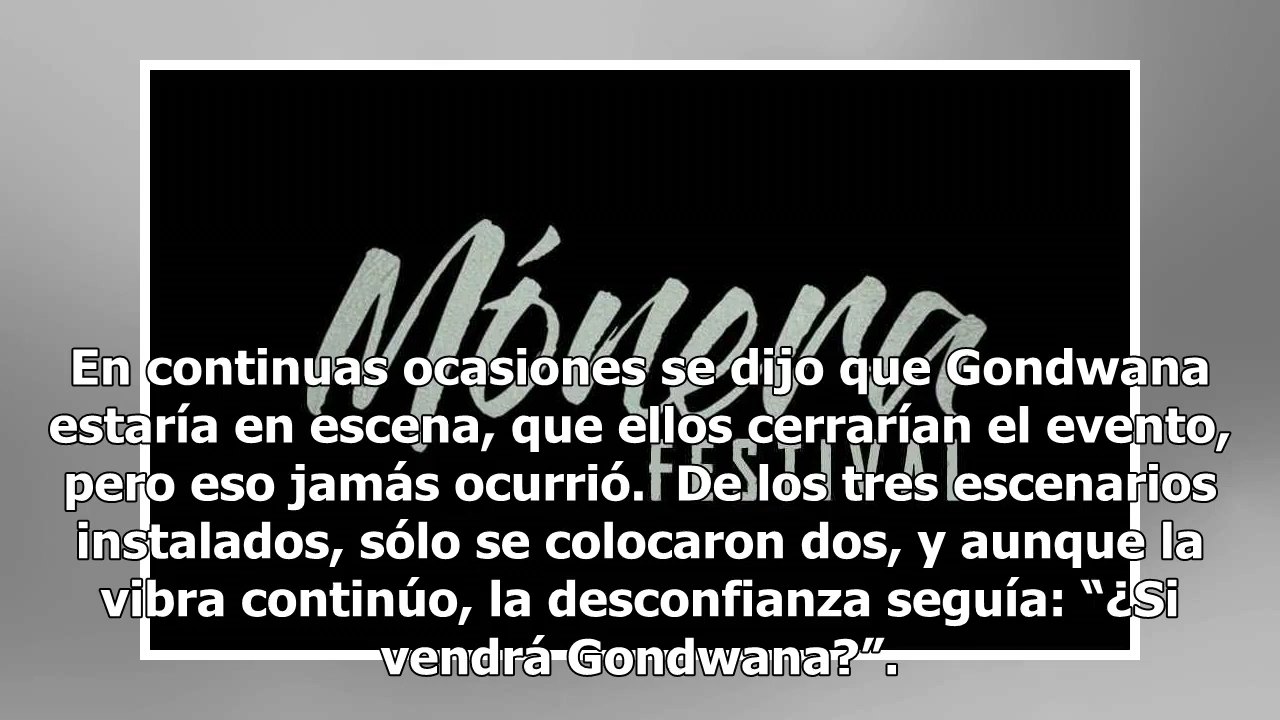 Mónera
FESTIVAL
En continuas ocasiones se dijo que Gondwana
estaría en escena, que ellos cerrarían el evento,
pero eso jamás ocurrió.  De los tres escenarios
instalados, sólo se colocaron dos, y aunque la
vibra continúo, la desconfianza seguía: “¿Si
vendrá Gondwana?”.